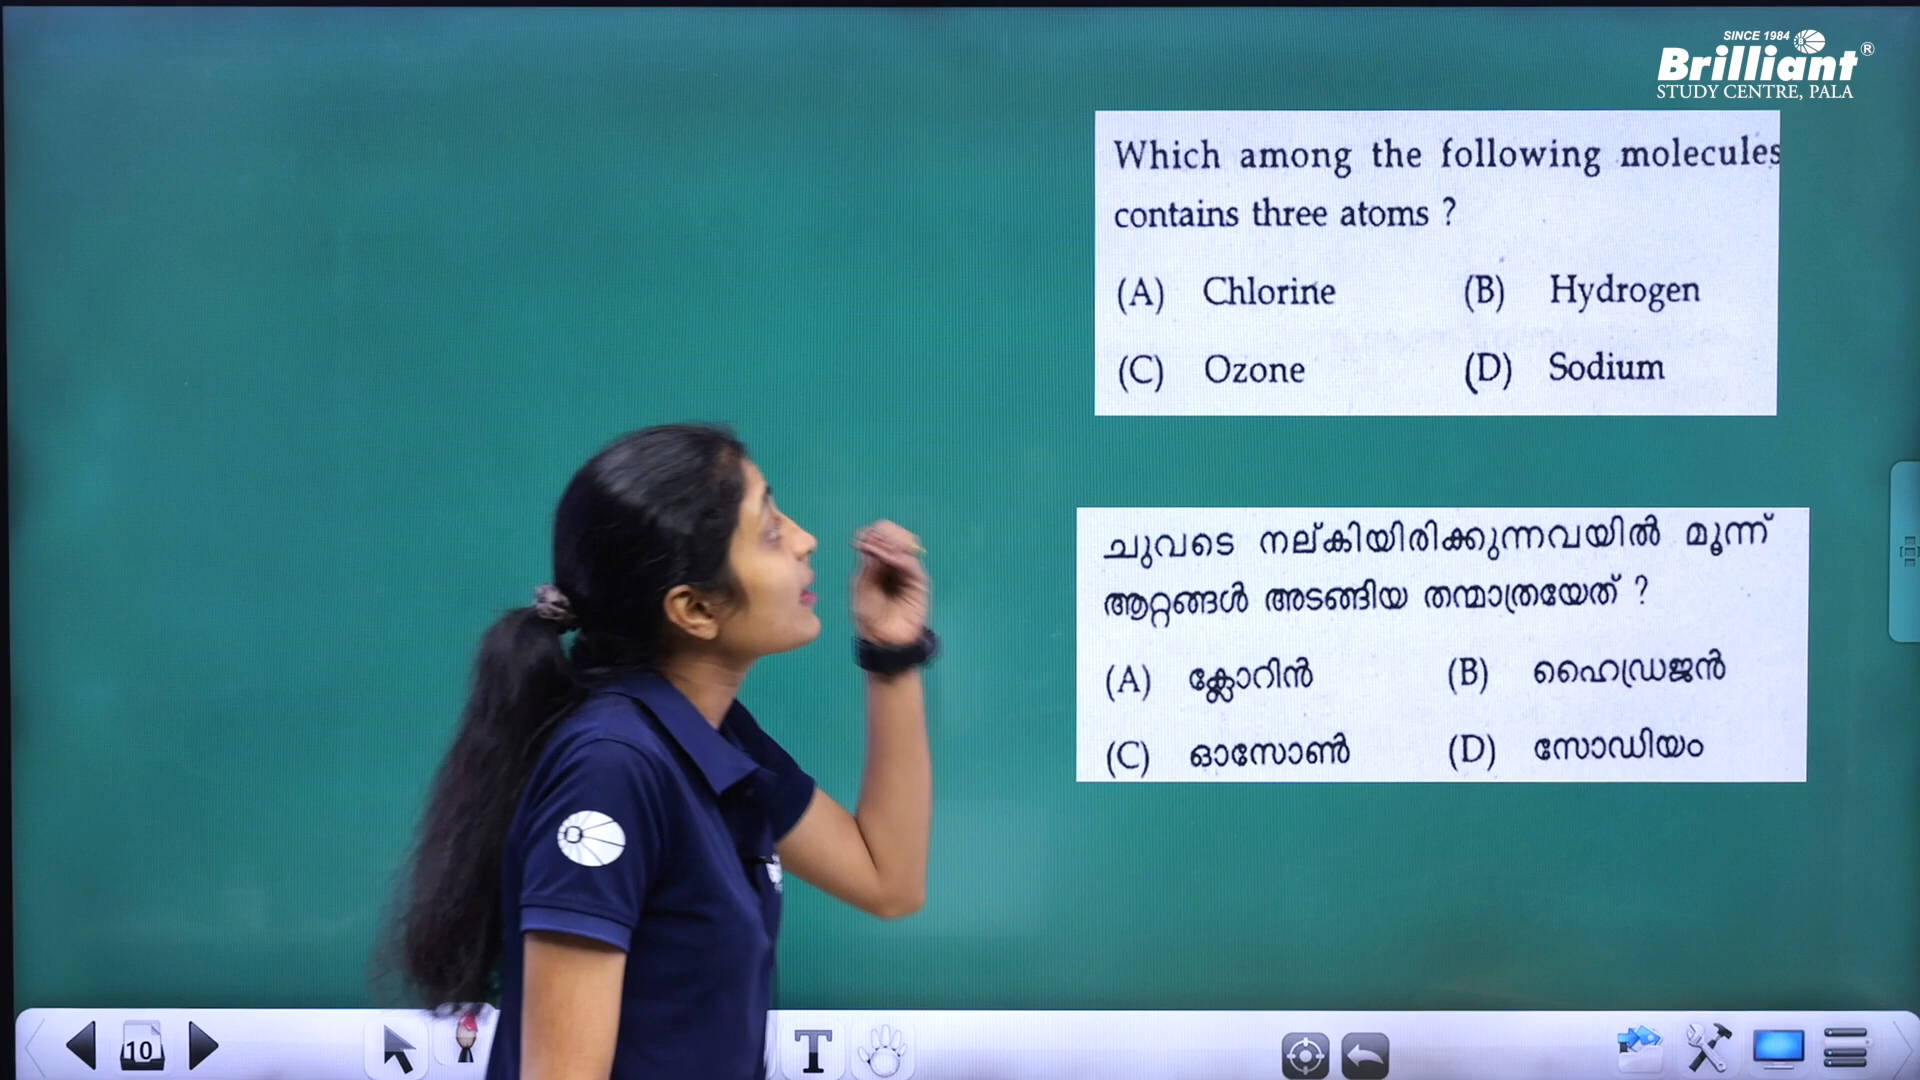 SINCE 1984
Brilliant®
STUDY CENTRE, PALA
Which among the following molecules
contains three atoms ?
(A) Chlorine (B) Hydrogen
(C) Ozone (D) Sodium
ചുവടെ നല്കിയിരിക്കുന്നവയിൽ മൂന്ന്
ആറ്റങ്ങൾ അടങ്ങിയ തന്മാത്രയേത് ?
(A) ക്ലോറിൻ (B) ഹൈഡ്രജൻ
(C) ഓസോൺ (D) സോഡിയം
10 T